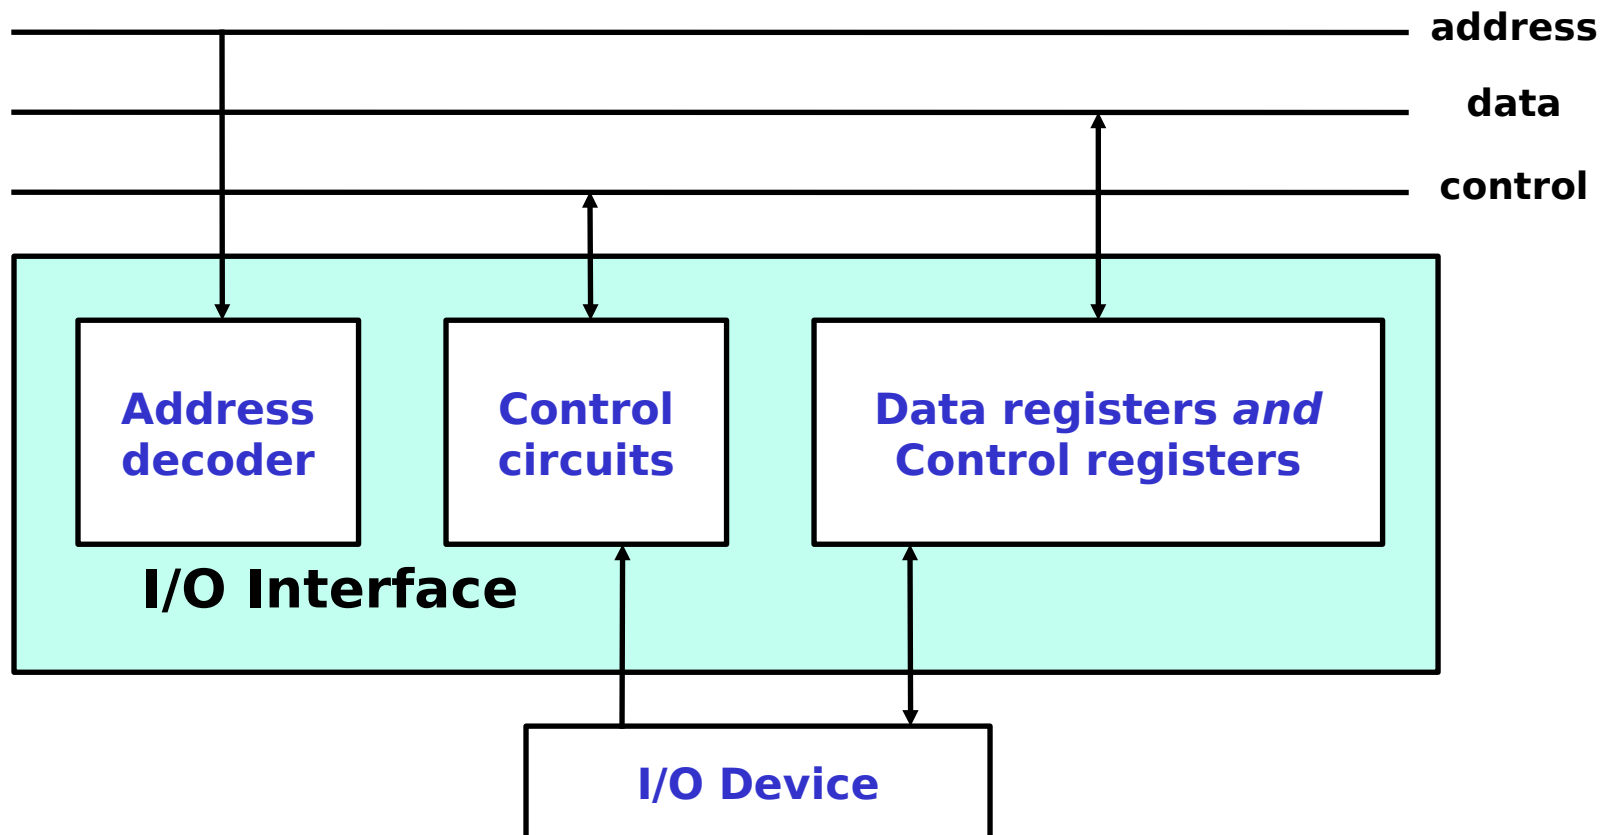 address
data
control
Address
decoder
Control
circuits
Data registers and
Control registers
I/O Interface
I/O Device